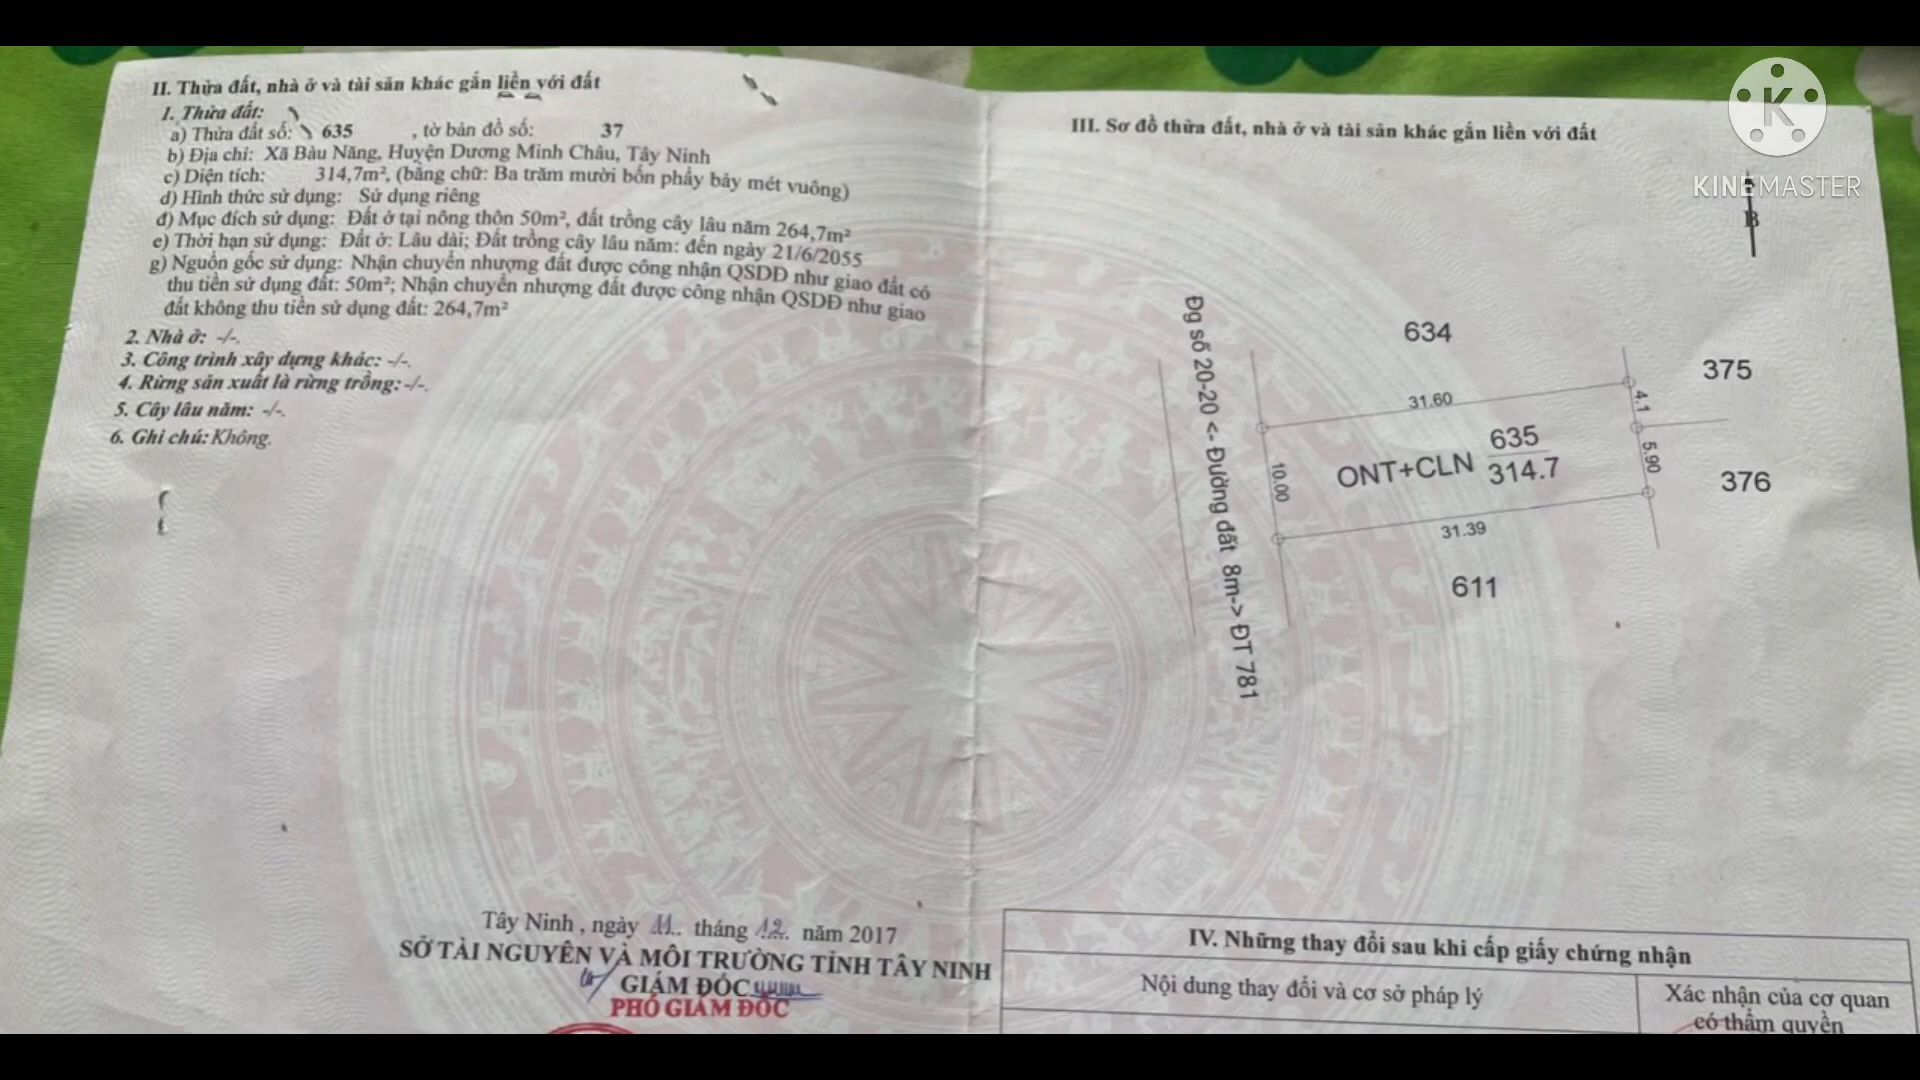 II. Thửa đất, nhà ở và tài sản khác gắn liền với đất
1. Thửa đất:
a) Thửa đất số: 635 , tờ bản đồ số: 37
b) Địa chỉ: Xã Bàu Năng, Huyện Dương Minh Châu, Tây Ninh
c) Diện tích: 314,7m², (bằng chữ: Ba trăm mười bốn phẩy bảy mét vuông)
d) Hình thức sử dụng: Sử dụng riêng
đ) Mục đích sử dụng: Đất ở tại nông thôn 50m², đất trồng cây lâu năm 264,7m²
e) Thời hạn sử dụng: Đất ở: Lâu dài; Đất trồng cây lâu năm: đến ngày 21/6/2055
g) Nguồn gốc sử dụng: Nhận chuyển nhượng đất được công nhận QSDĐ như giao đất có
thu tiền sử dụng đất: 50m²; Nhận chuyển nhượng đất được công nhận QSDĐ như giao
đất không thu tiền sử dụng đất: 264,7m²
2. Nhà ở: -/-.
3. Công trình xây dựng khác: -/-.
4. Rừng sản xuất là rừng trồng: -/-.
5. Cây lâu năm: -/-.
6. Ghi chú: Không.
Tây Ninh , ngày 11.. tháng 12.. năm 2017
SỞ TÀI NGUYÊN VÀ MÔI TRƯỜNG TỈNH TÂY NINH
GIÁM ĐỐC
PHÓ GIÁM ĐỐC
III. Sơ đồ thửa đất, nhà ở và tài sản khác gắn liền với đất
KINEMASTER
B
Đg số 20-20 <- Đường đất 8m-> ĐT 781
634
375
31.60
4.1
10.00
ONT+CLN 635
314.7
5.90
376
31.39
611
IV. Những thay đổi sau khi cấp giấy chứng nhận
Nội dung thay đổi và cơ sở pháp lý
Xác nhận của cơ quan
có thẩm quyền